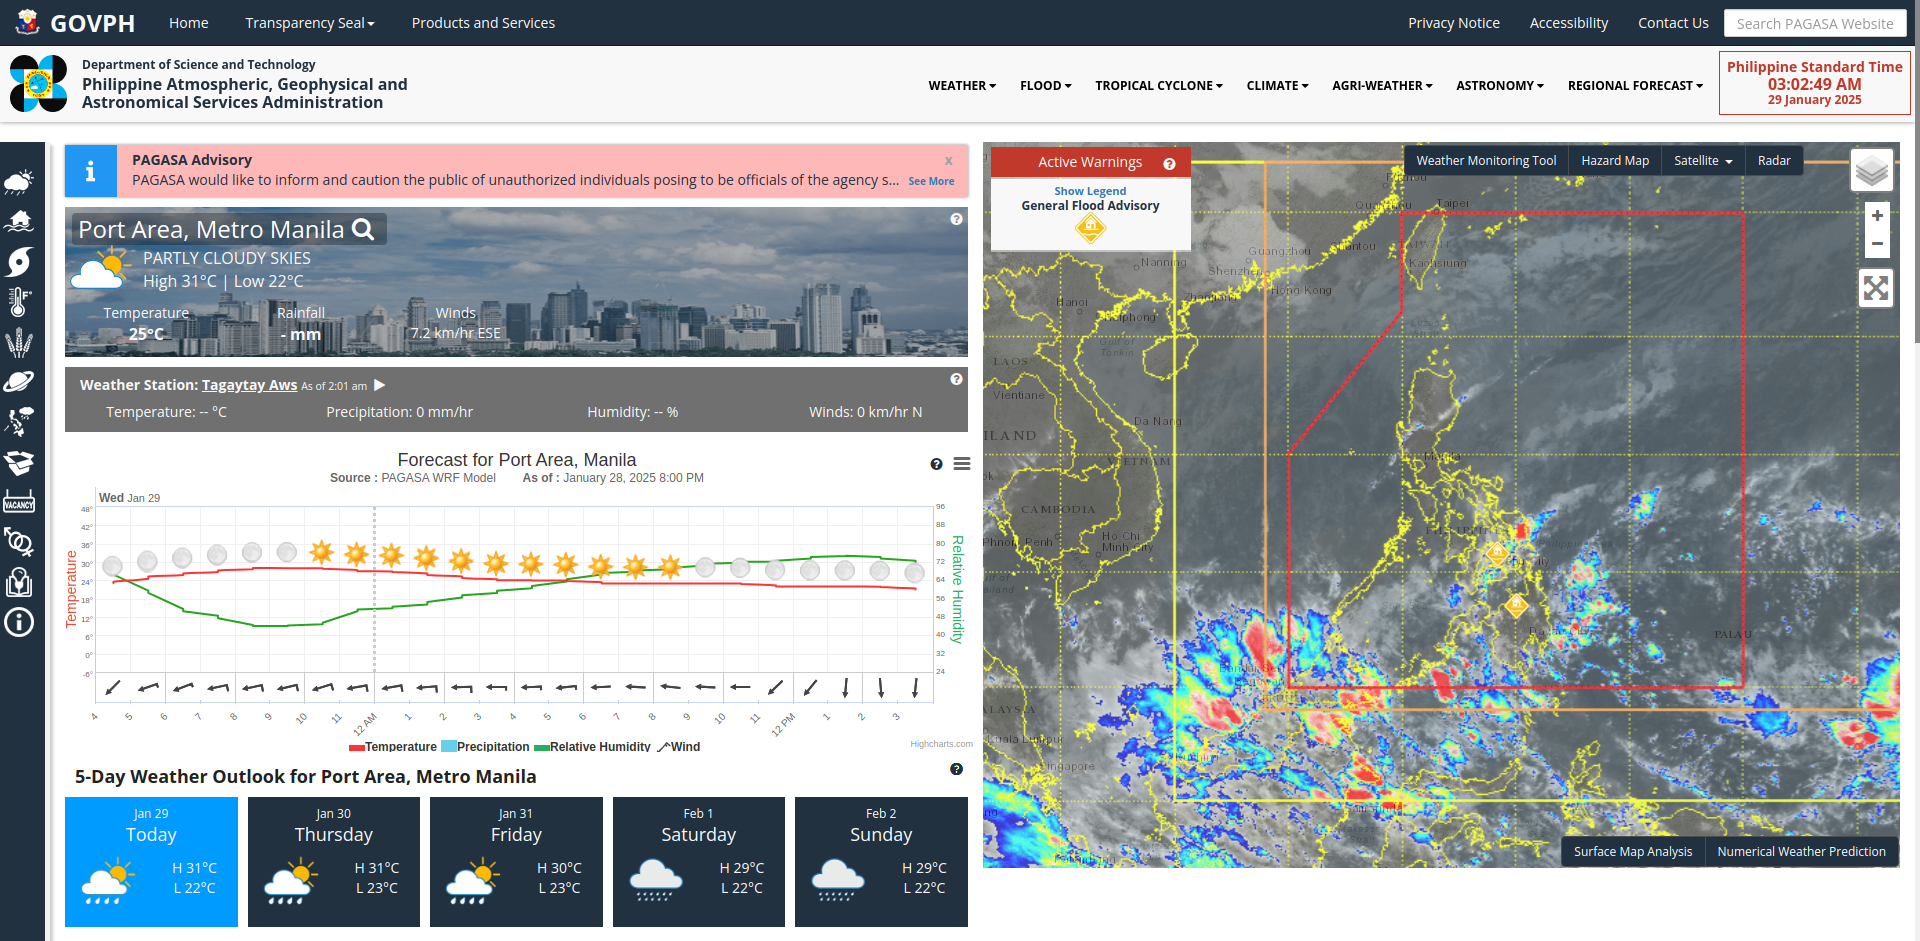 GOVPH
Home
Transparency Seal
Products and Services
Privacy Notice
Accessibility
Contact Us
Search PAGASA Website
Department of Science and Technology
Philippine Atmospheric, Geophysical and
Astronomical Services Administration
WEATHER
FLOOD
TROPICAL CYCLONE
CLIMATE
AGRI-WEATHER
ASTRONOMY
REGIONAL FORECAST
Philippine Standard Time
03:02:49 AM
29 January 2025
PAGASA Advisory
x
PAGASA would like to inform and caution the public of unauthorized individuals posing to be officials of the agency s...
See More
Port Area, Metro Manila
PARTLY CLOUDY SKIES
High 31°C | Low 22°C
Temperature
Rainfall
Winds
25°C
- mm
7.2 km/hr ESE
Weather Station: Tagaytay Aws As of 2:01 am
Temperature: -- °C
Precipitation: 0 mm/hr
Humidity: -- %
Winds: 0 km/hr N
Forecast for Port Area, Manila
Source : PAGASA WRF Model
As of : January 28, 2025 8:00 PM
Wed Jan 29
Temperature
48°
42°
36°
30°
24°
18°
12°
6°
0°
-6°
96
88
80
72
64
56
48
40
32
24
Relative Humidity
4
5
6
7
8
9
10
11
12 AM
1
2
3
4
5
6
7
8
9
10
11
12 PM
1
2
3
Temperature
Precipitation
Relative Humidity
Wind
Highcharts.com
5-Day Weather Outlook for Port Area, Metro Manila
Jan 29
Today
H 31°C
L 22°C
Jan 30
Thursday
H 31°C
L 23°C
Jan 31
Friday
H 30°C
L 23°C
Feb 1
Saturday
H 29°C
L 22°C
Feb 2
Sunday
H 29°C
L 22°C
VACANCY
Active Warnings
Show Legend
General Flood Advisory
Weather Monitoring Tool
Hazard Map
Satellite
Radar
+
−
Taipei
Guangzhou
Nanning
Shenzhen
Kaohsiung
Hong Kong
Hanoi
Haiphong
Gulf of
Tonkin
LAOS
Vientiane
Da Nang
ILAND
VIETNAM
Manila
CAMBODIA
Phnom Penh
Ho Chi
Minh City
PALAU
Kuala Lumpur
Singapore
Kuching
Surface Map Analysis
Numerical Weather Prediction